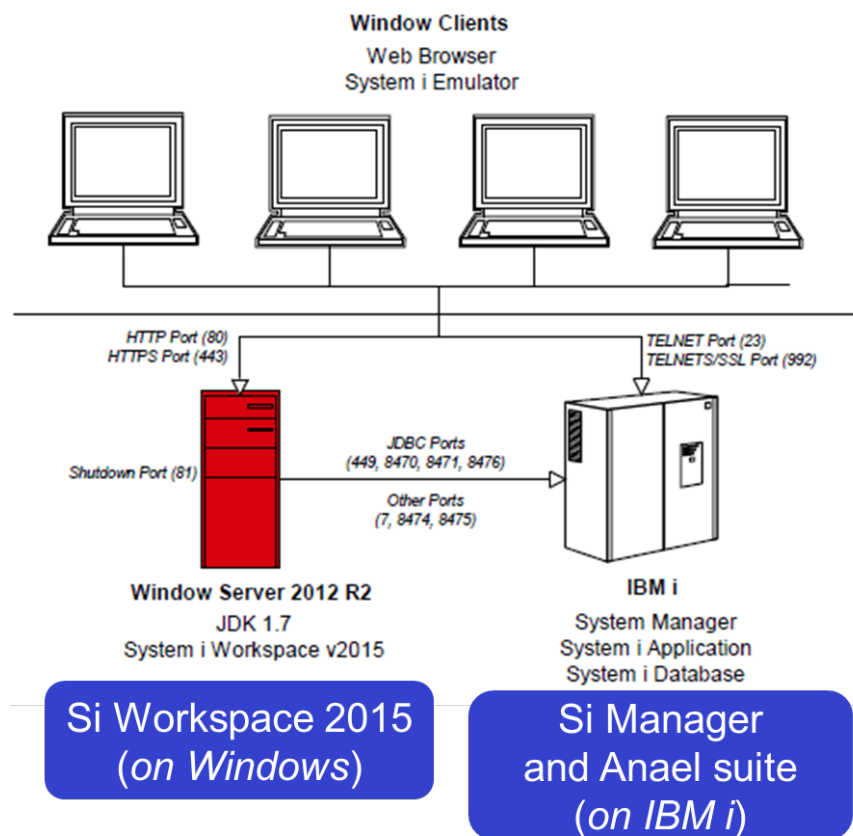 Window Clients
Web Browser
System i Emulator
HTTP Port (80)
HTTPS Port (443)
TELNET Port (23)
TELNETS/SSL Port (992)
Shutdown Port (81)
JDBC Ports
(449, 8470, 8471, 8476)
Other Ports
(7, 8474, 8475)
Window Server 2012 R2
JDK 1.7
System i Workspace v2015
IBM i
System Manager
System i Application
System i Database
Si Workspace 2015
(on Windows)
Si Manager
and Anael suite
(on IBM i)